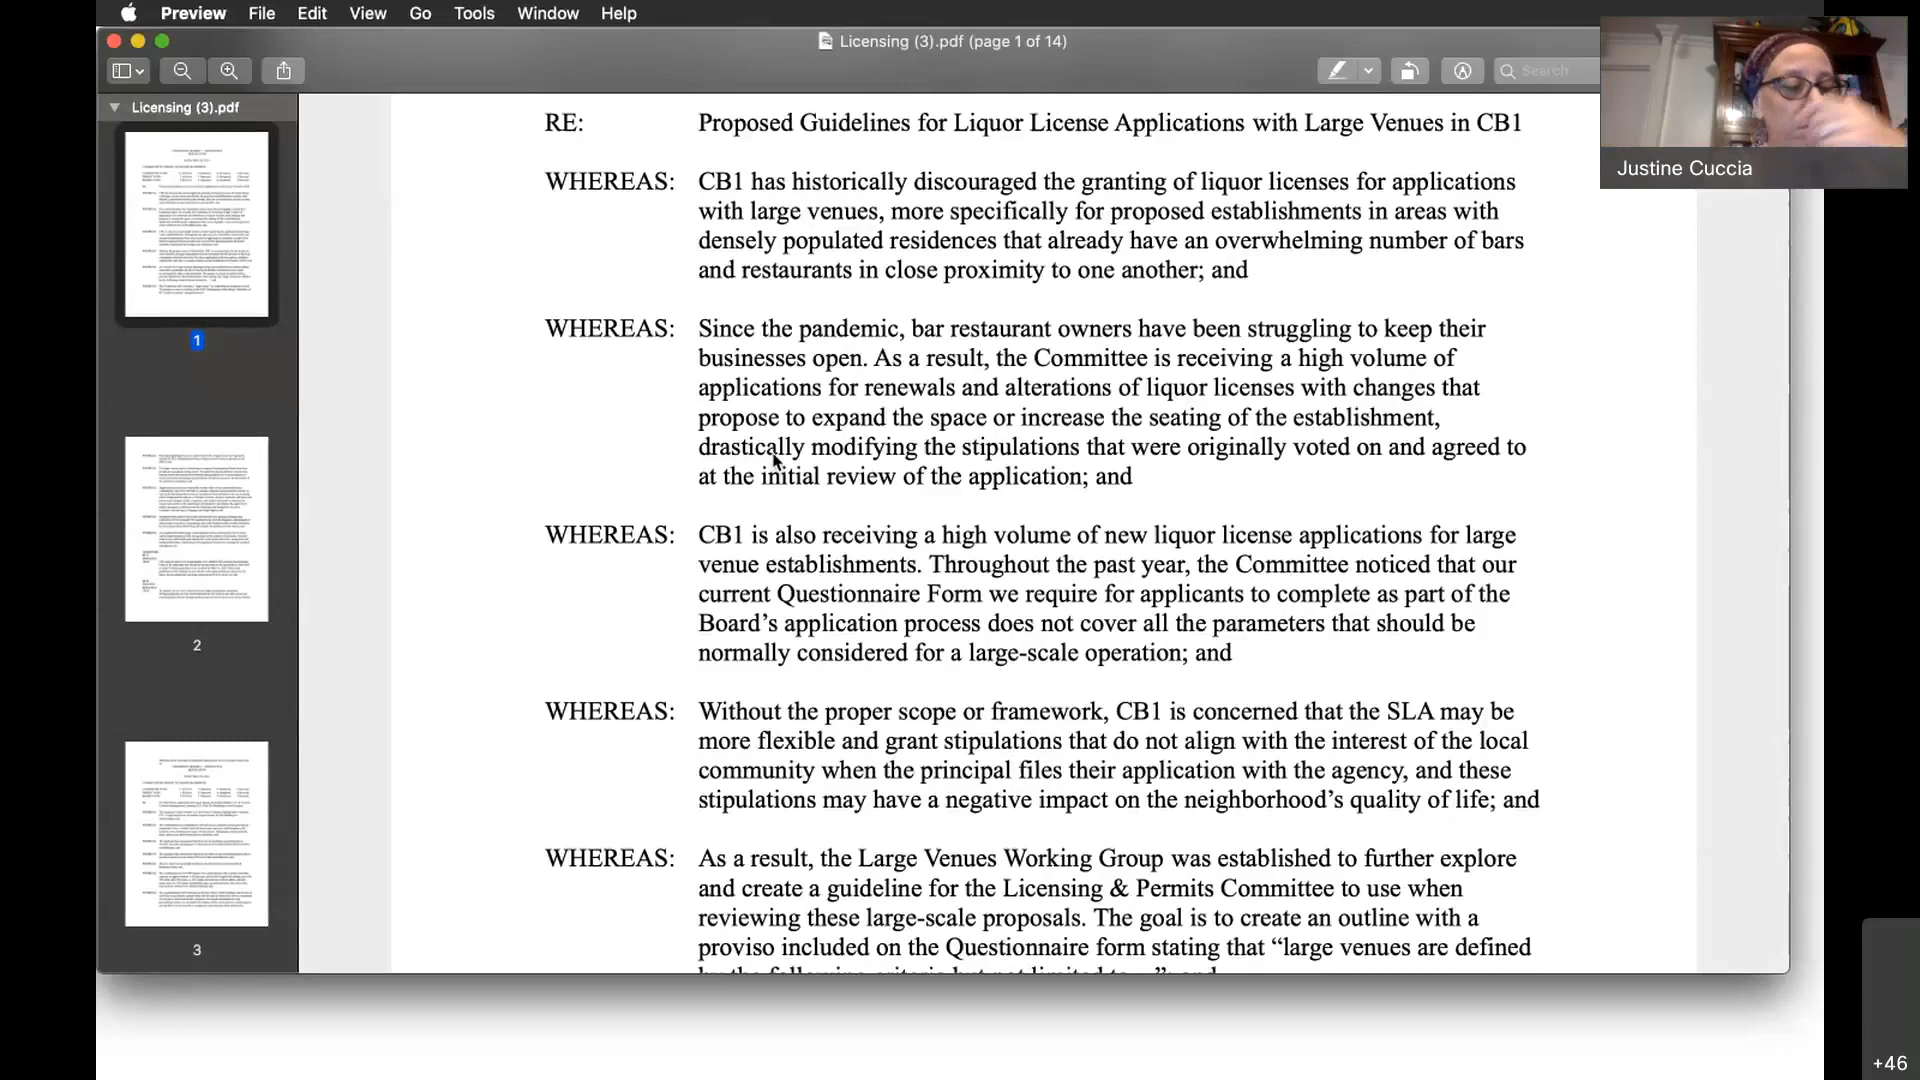 Preview File Edit View Go Tools Window Help
Licensing (3).pdf (page 1 of 14)
Search
Licensing (3).pdf
1
2
3
RE: Proposed Guidelines for Liquor License Applications with Large Venues in CB1
WHEREAS: CB1 has historically discouraged the granting of liquor licenses for applications
with large venues, more specifically for proposed establishments in areas with
densely populated residences that already have an overwhelming number of bars
and restaurants in close proximity to one another; and
WHEREAS: Since the pandemic, bar restaurant owners have been struggling to keep their
businesses open. As a result, the Committee is receiving a high volume of
applications for renewals and alterations of liquor licenses with changes that
propose to expand the space or increase the seating of the establishment,
drastically modifying the stipulations that were originally voted on and agreed to
at the initial review of the application; and
WHEREAS: CB1 is also receiving a high volume of new liquor license applications for large
venue establishments. Throughout the past year, the Committee noticed that our
current Questionnaire Form we require for applicants to complete as part of the
Board’s application process does not cover all the parameters that should be
normally considered for a large-scale operation; and
WHEREAS: Without the proper scope or framework, CB1 is concerned that the SLA may be
more flexible and grant stipulations that do not align with the interest of the local
community when the principal files their application with the agency, and these
stipulations may have a negative impact on the neighborhood’s quality of life; and
WHEREAS: As a result, the Large Venues Working Group was established to further explore
and create a guideline for the Licensing & Permits Committee to use when
reviewing these large-scale proposals. The goal is to create an outline with a
proviso included on the Questionnaire form stating that “large venues are defined
by the following criteria but not limited to
Justine Cuccia
+46